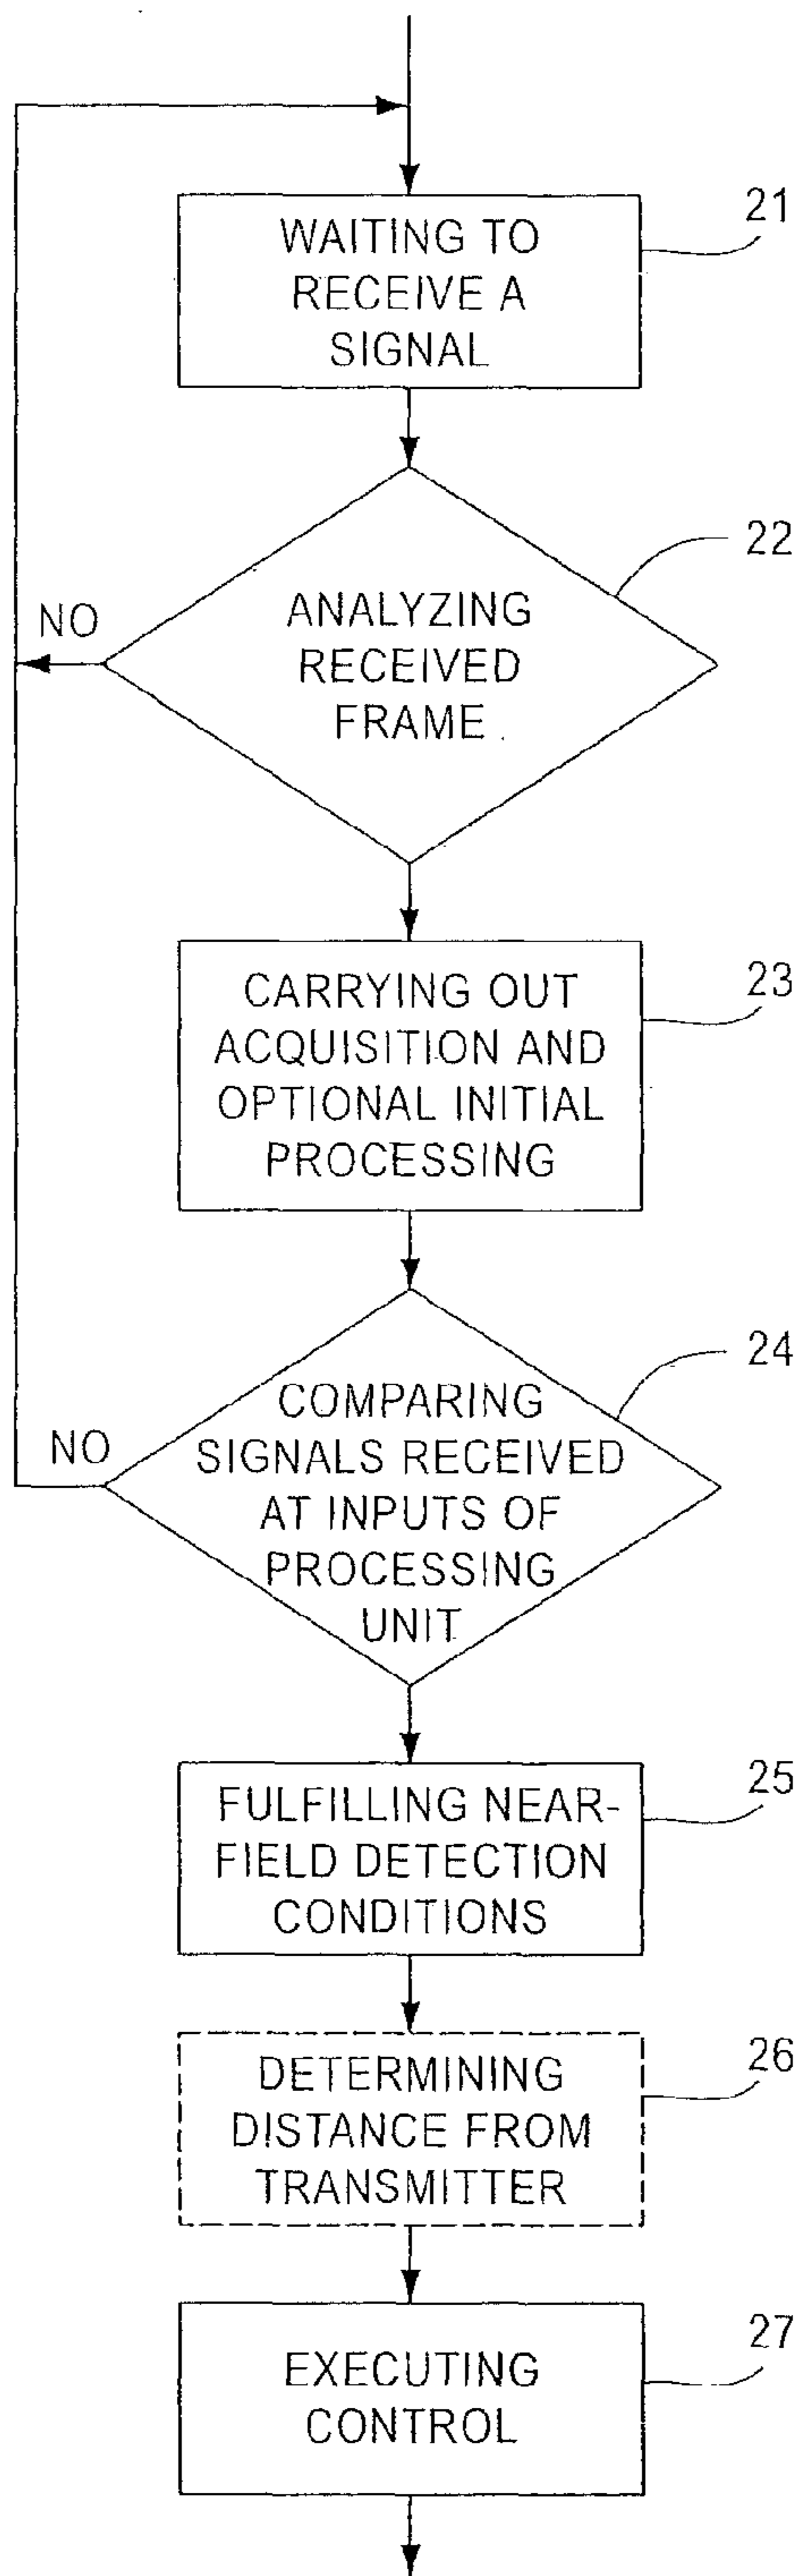 21
WAITING TO
RECEIVE A
SIGNAL
22
ANALYZING
RECEIVED
FRAME
NO
23
CARRYING OUT
ACQUISITION AND
OPTIONAL INITIAL
PROCESSING
24
COMPARING
SIGNALS RECEIVED
AT INPUTS OF
PROCESSING
UNIT
NO
25
FULFILLING NEAR-
FIELD DETECTION
CONDITIONS
26
DETERMINING
DISTANCE FROM
TRANSMITTER
27
EXECUTING
CONTROL